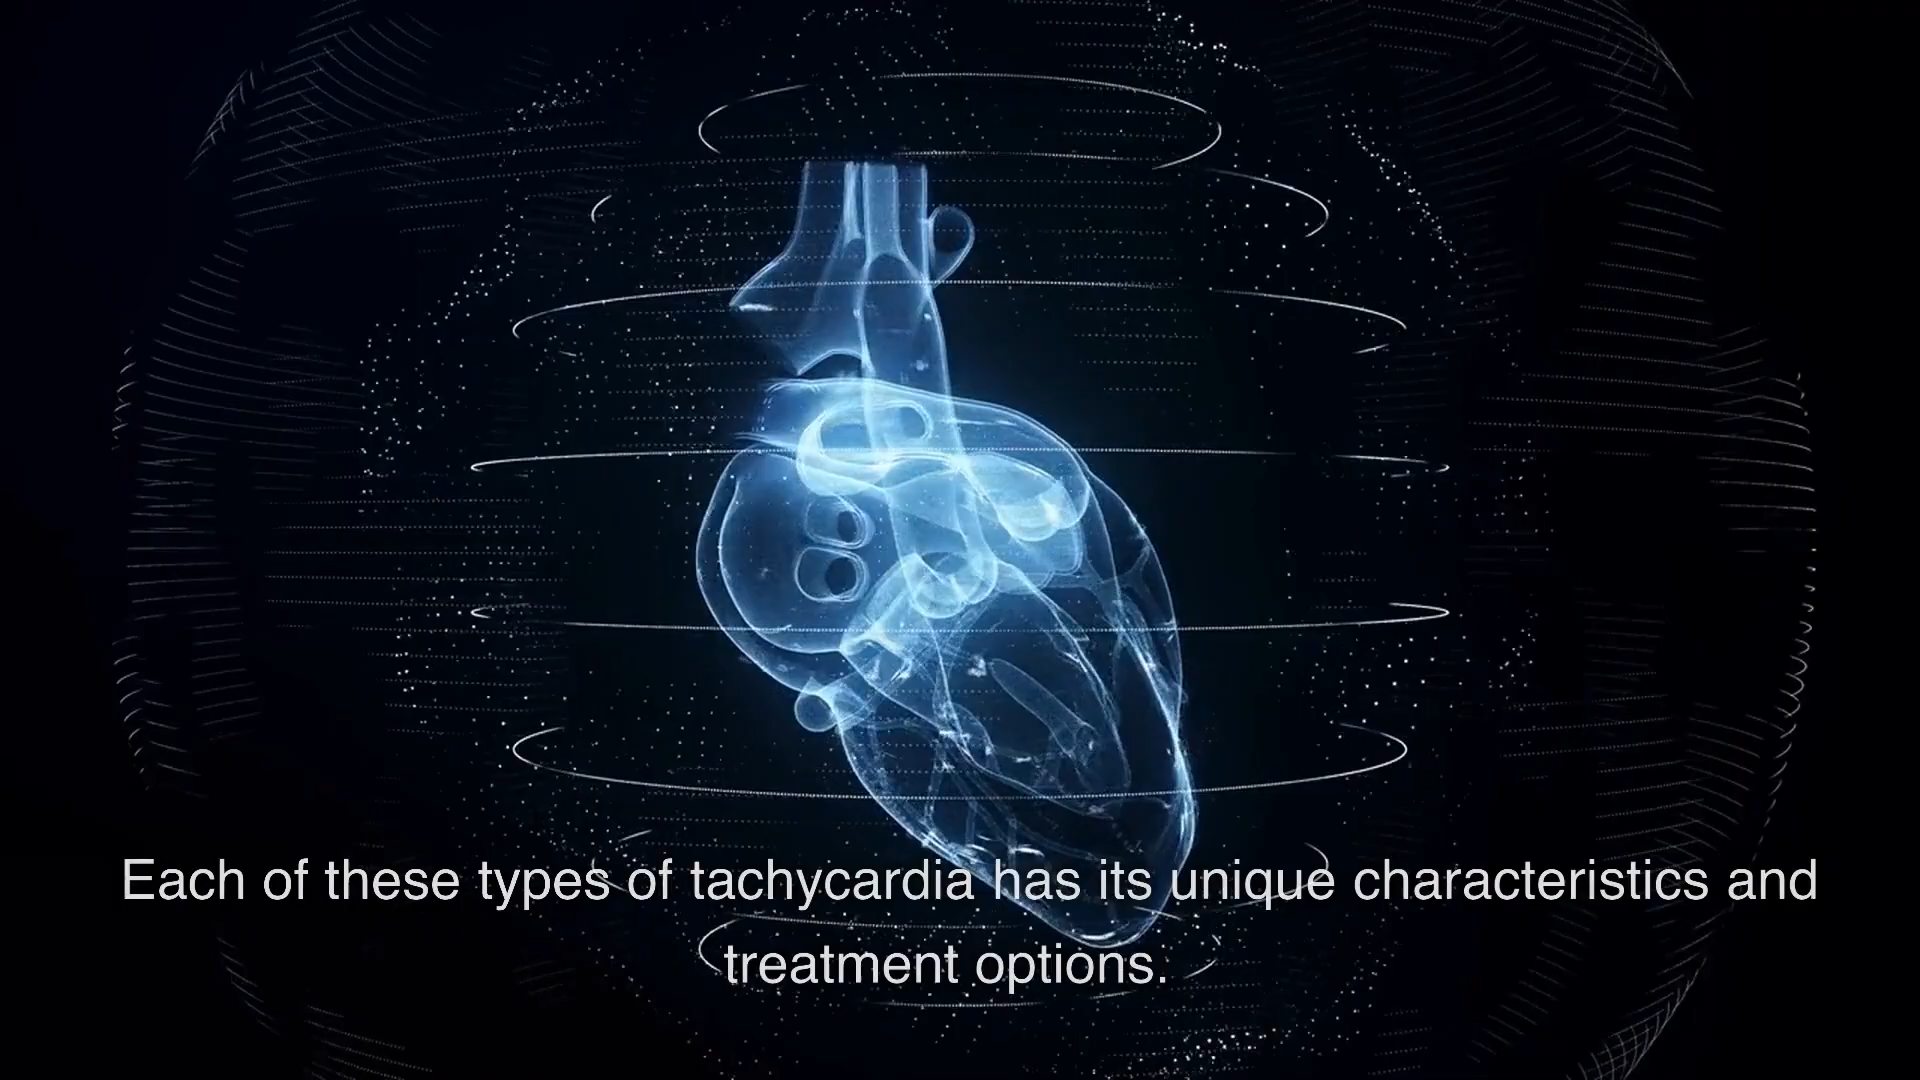 Each of these types of tachycardia has its unique characteristics and
treatment options.